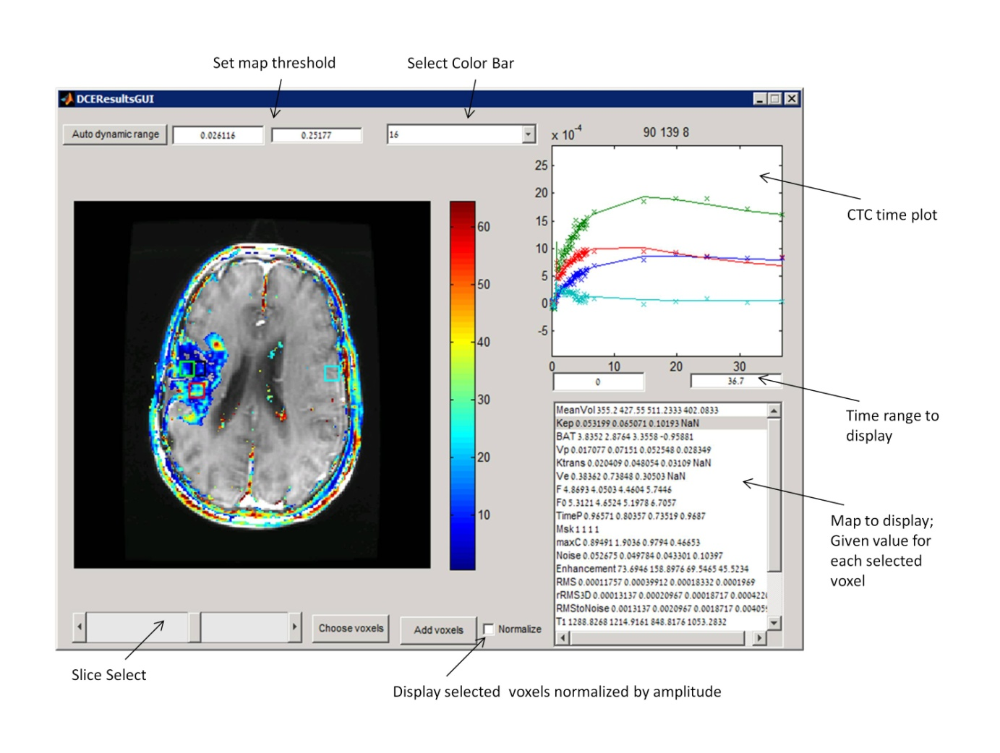 Set map threshold
Select Color Bar
DCEResultsGUI
Auto dynamic range
0.026116
0.25177
16
x 10⁻⁴
90 139 8
25
20
15
10
5
0
-5
0
10
20
30
60
50
40
30
20
10
CTC time plot
0
36.7
Time range to
display
MeanVol 355.2 427.55 511.2333 402.0833
Kep 0.053199 0.065071 0.10193 NaN
BAT 3.8352 2.8764 3.3558 -0.95881
Vp 0.017077 0.07151 0.052548 0.028349
Ktrans 0.020409 0.048054 0.03109 NaN
Ve 0.38362 0.73848 0.30503 NaN
F 4.8693 4.0503 4.4604 5.7446
F0 5.3121 4.6524 5.1978 6.7057
TimeP 0.96571 0.80357 0.73519 0.9687
Msk 1 1 1 1
maxC 0.89491 1.9036 0.9794 0.46653
Noise 0.052675 0.049784 0.043301 0.10397
Enhancement 73.6946 158.8976 69.5465 45.5234
RMS 0.00011757 0.00039912 0.00018332 0.0001969
rRMS3D 0.00013137 0.00020967 0.00018717 0.000422
RMStoNoise 0.0013137 0.0020967 0.0018717 0.00405
T1 1288.8268 1214.9161 848.8176 1053.2832
Map to display;
Given value for
each selected
voxel
Choose voxels
Add voxels
Normalize
Slice Select
Display selected voxels normalized by amplitude